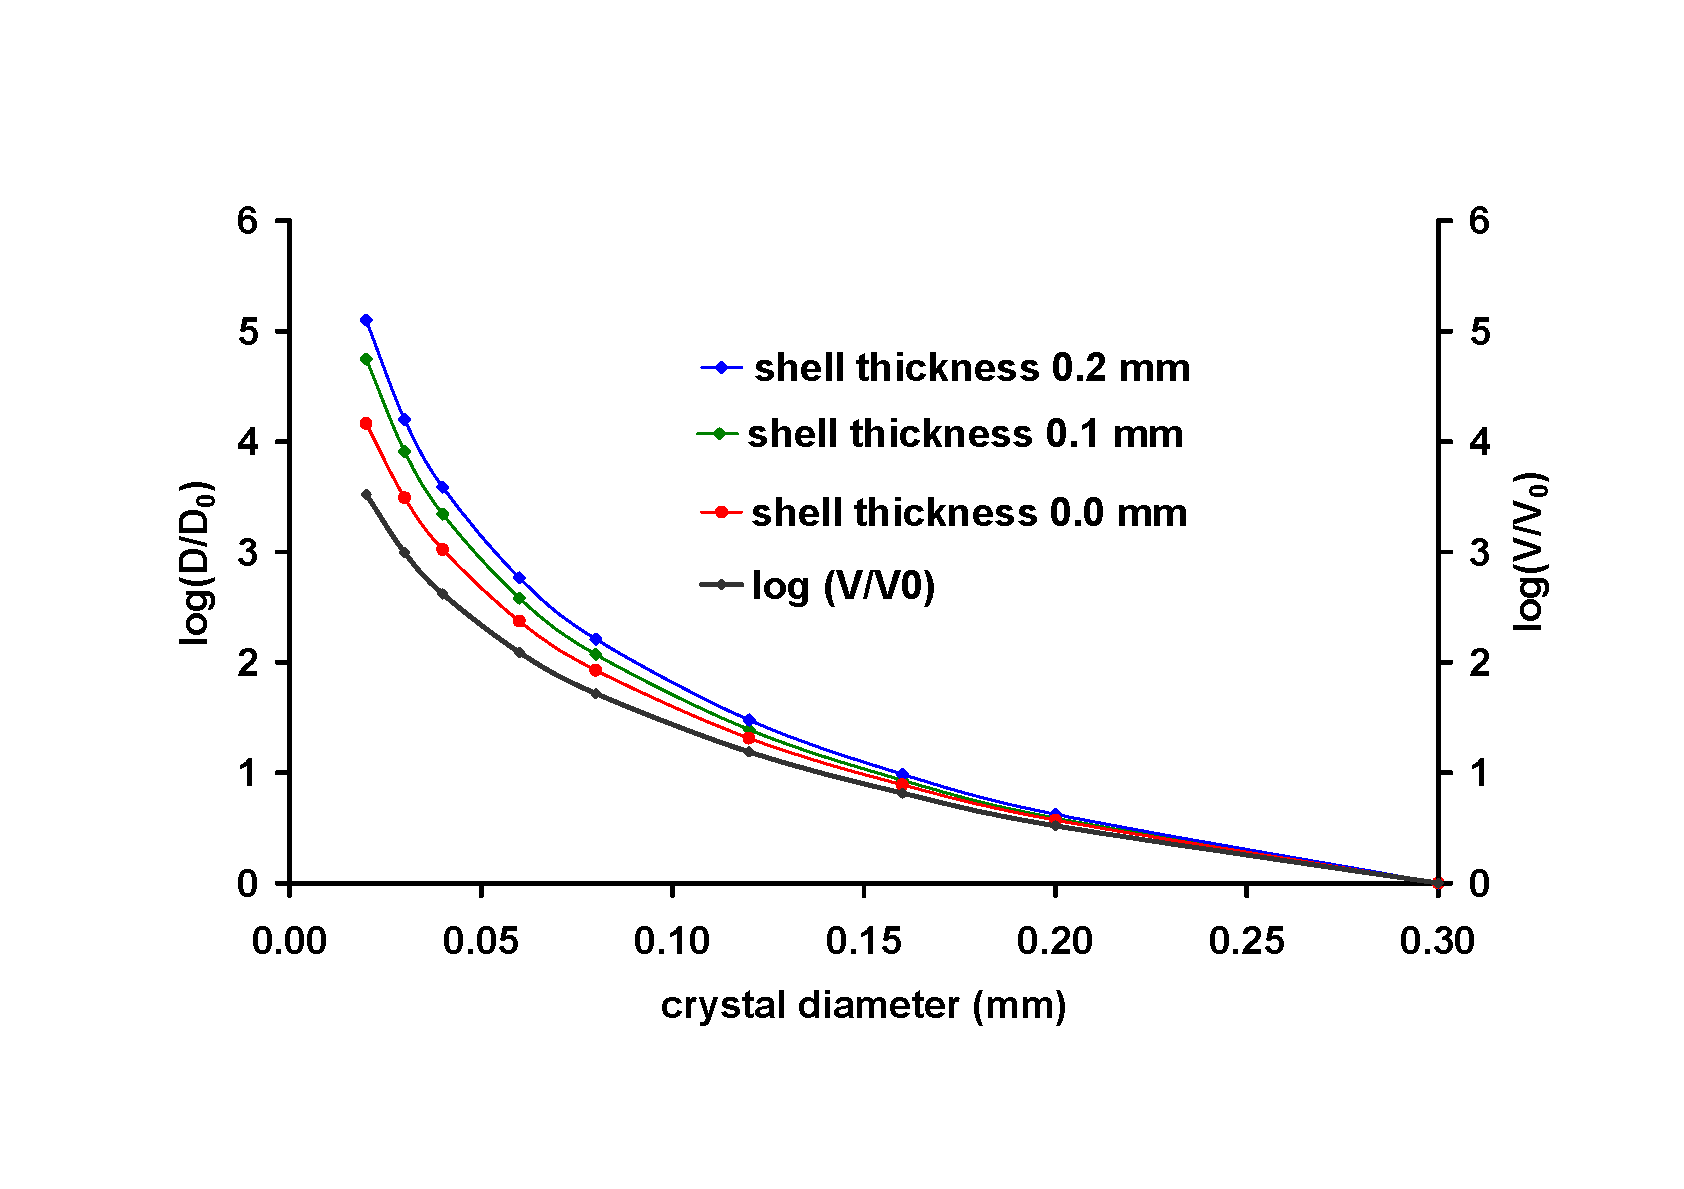 6
5
4
3
2
1
0
6
5
4
3
2
1
0
log(D/D₀)
log(V/V₀)
shell thickness 0.2 mm
shell thickness 0.1 mm
shell thickness 0.0 mm
log (V/V0)
0.00 0.05 0.10 0.15 0.20 0.25 0.30
crystal diameter (mm)